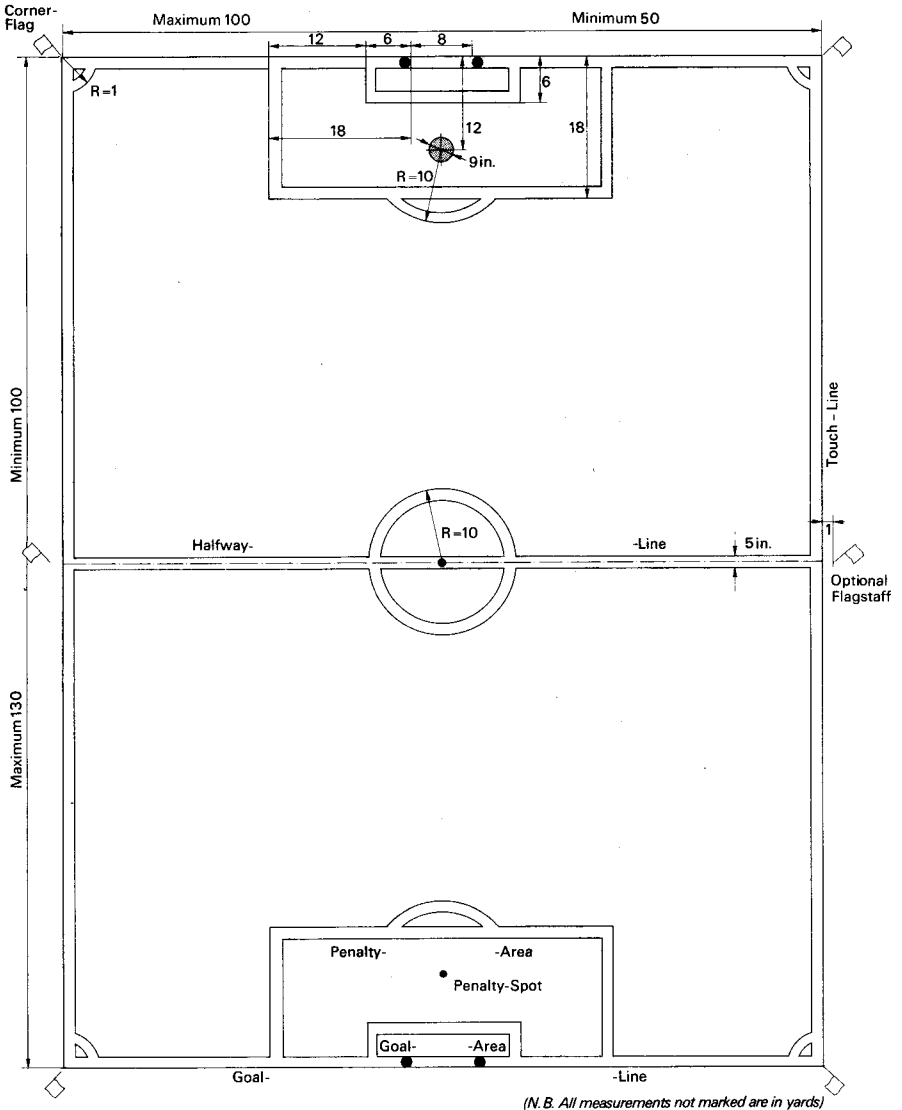 Corner-
Flag
Maximum 100
Minimum 50
12
6
8
R=1
6
12
18
18
9in.
R=10
Minimum 100
Touch-Line
R=10
Halfway-
-Line
5in.
1
Optional
Flagstaff
Maximum 130
Penalty-
-Area
Penalty-Spot
Goal-
-Area
Goal-
-Line
(N.B. All measurements not marked are in yards)